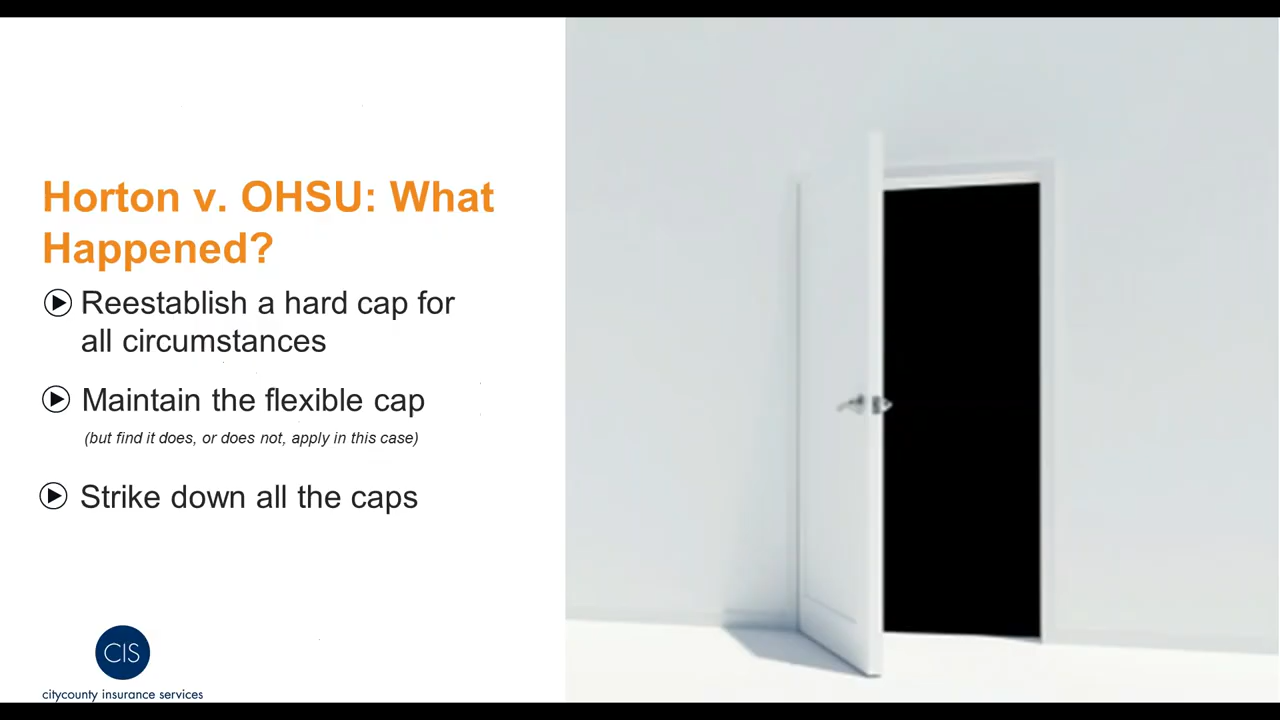 Horton v. OHSU: What
Happened?
Reestablish a hard cap for
all circumstances
Maintain the flexible cap
(but find it does, or does not, apply in this case)
Strike down all the caps
CIS
citycounty insurance services